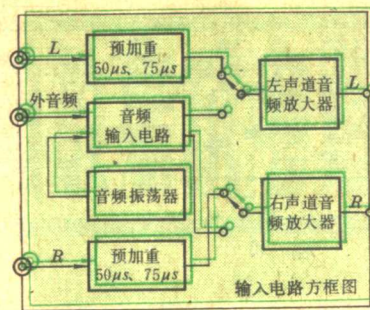 L
预加重
50μs、75μs
外音频
音频
输入电路
音频振荡器
R
预加重
50μs、75μs
左声道音
频放大器
L
右声道音
频放大器
R
输入电路方框图